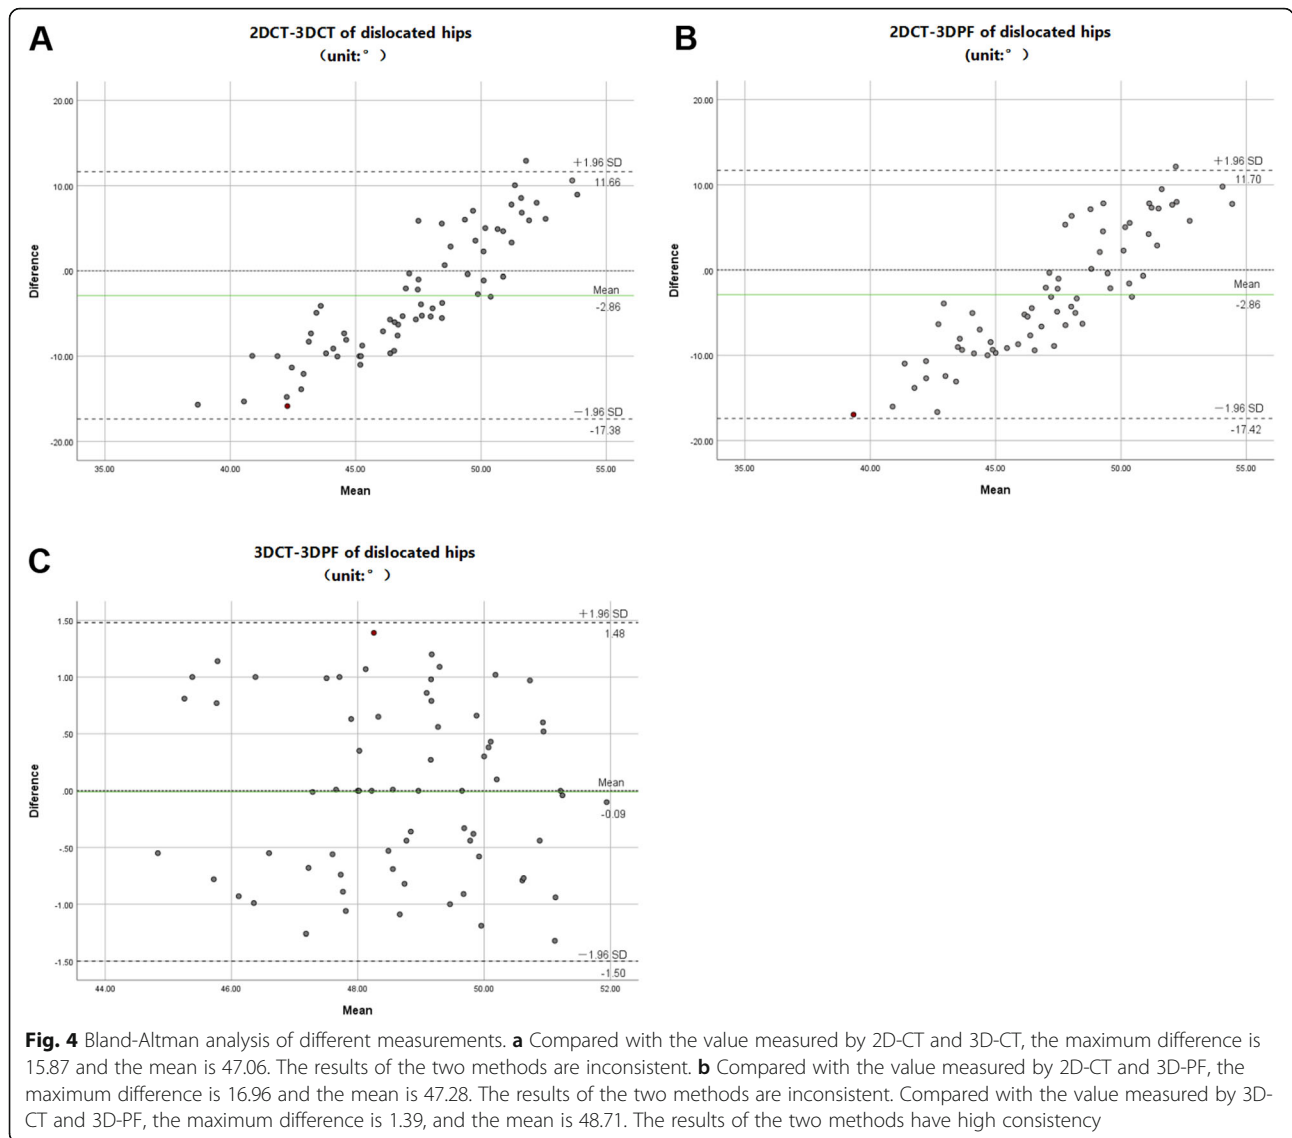 A
2DCT-3DCT of dislocated hips
（unit:° ）
20.00
10.00
.00
-10.00
-20.00
Diference
+1.96 SD
11.66
Mean
-2.86
−1.96 SD
-17.38
35.00 40.00 45.00 50.00 55.00
Mean
B
2DCT-3DPF of dislocated hips
(unit:° ）
20.00
10.00
.00
-10.00
-20.00
Diference
+1.96 SD
11.70
Mean
-2.86
−1.96 SD
-17.42
35.00 40.00 45.00 50.00 55.00
Mean
C
3DCT-3DPF of dislocated hips
（unit:° ）
1.50
1.00
.50
.00
-.50
-1.00
-1.50
Diference
+1.96 SD
1.48
Mean
-0.09
−1.96 SD
-1.50
44.00 46.00 48.00 50.00 52.00
Mean
Fig. 4 Bland-Altman analysis of different measurements. a Compared with the value measured by 2D-CT and 3D-CT, the maximum difference is
15.87 and the mean is 47.06. The results of the two methods are inconsistent. b Compared with the value measured by 2D-CT and 3D-PF, the
maximum difference is 16.96 and the mean is 47.28. The results of the two methods are inconsistent. Compared with the value measured by 3D-
CT and 3D-PF, the maximum difference is 1.39, and the mean is 48.71. The results of the two methods have high consistency